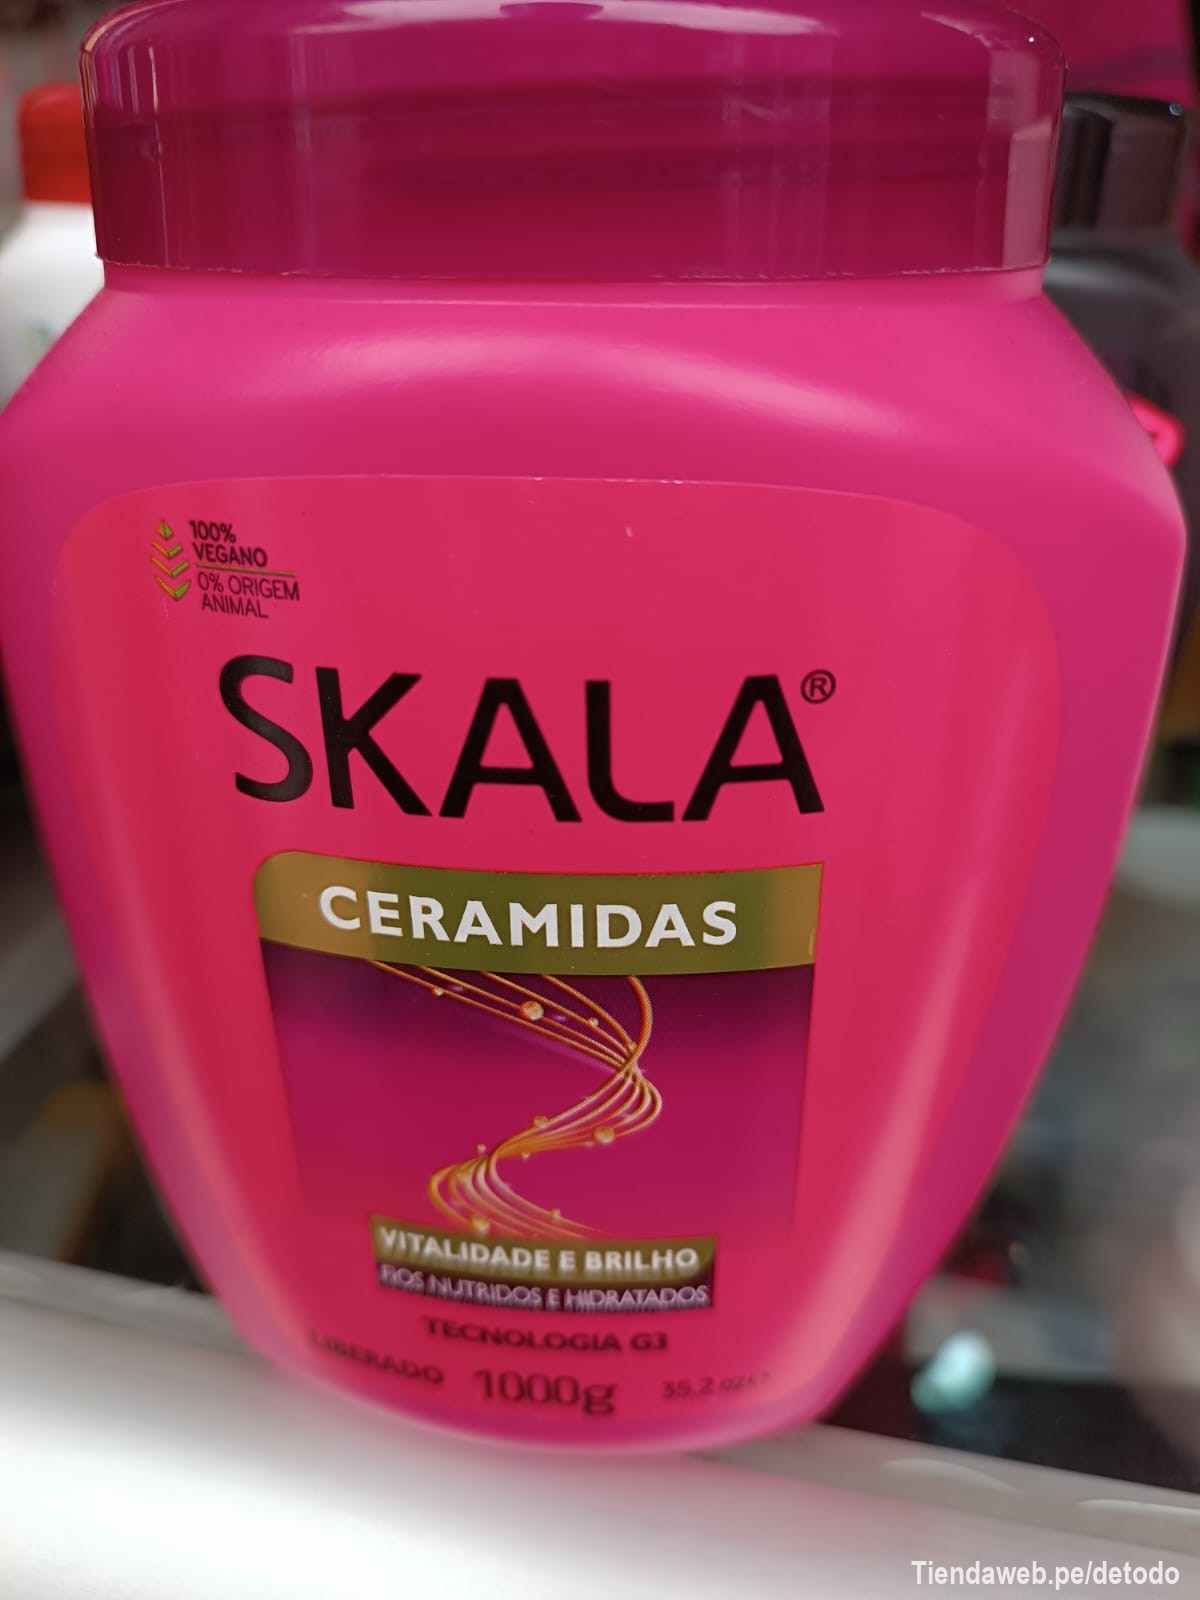 100%
VEGANO
0% ORIGEM
ANIMAL
SKALA®
CERAMIDAS
VITALIDADE E BRILHO
FIOS NUTRIDOS E HIDRATADOS
TECNOLOGIA G3
LIBERADO 1000g 35.2 oz
Tiendaweb.pe/detodo